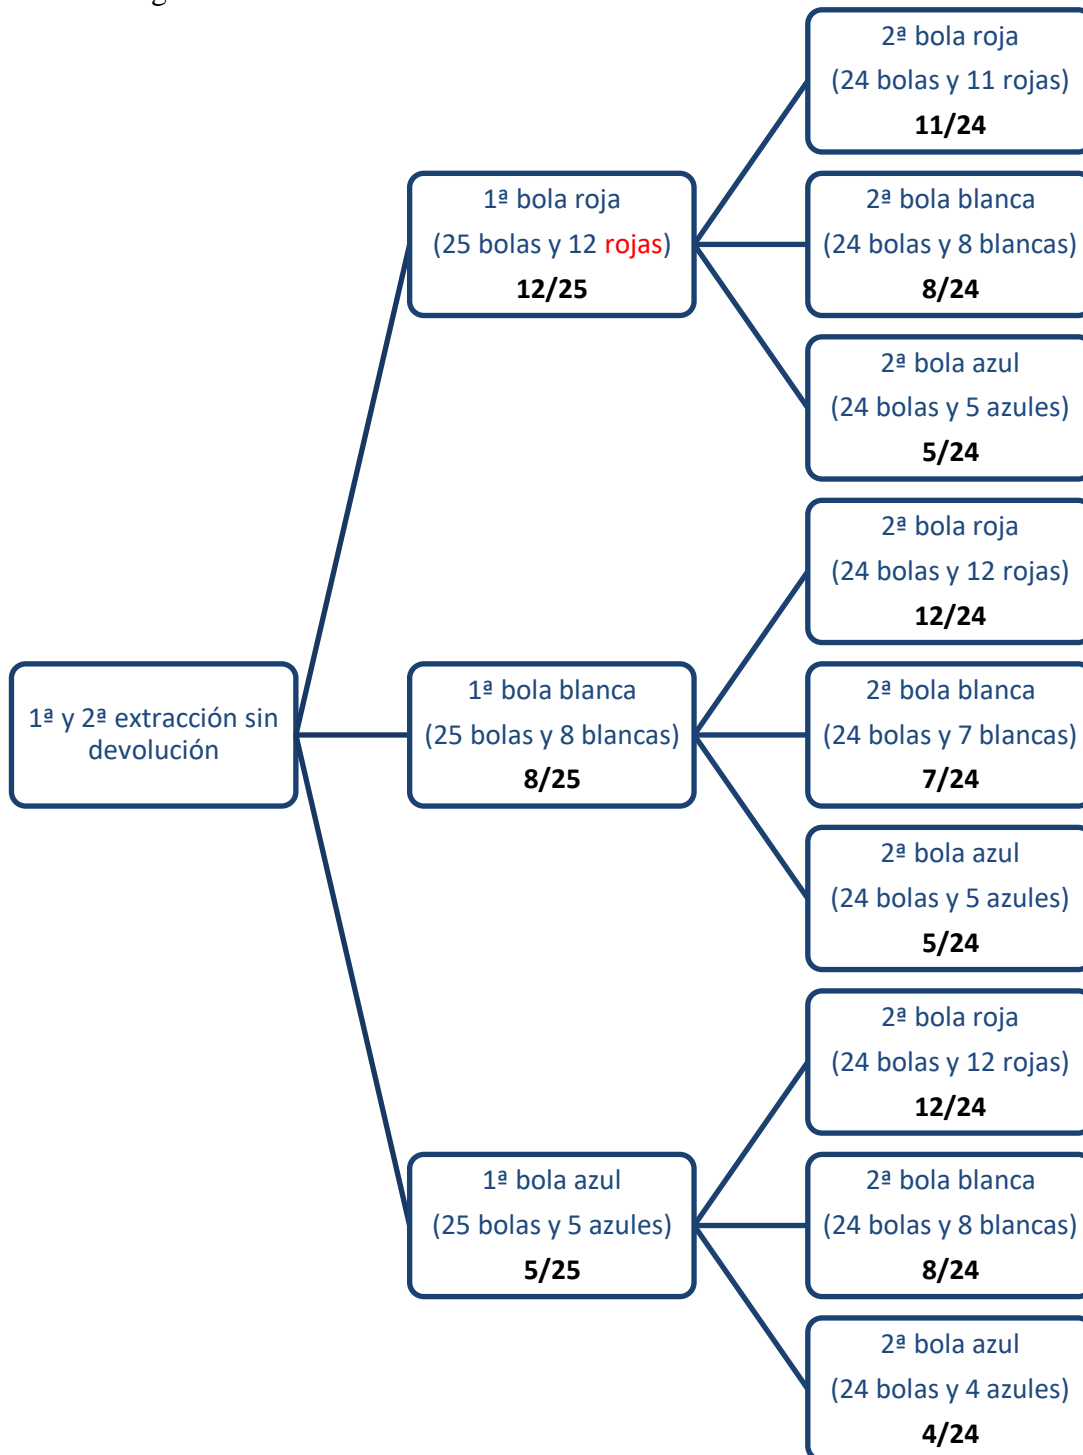 2ª bola roja
(24 bolas y 11 rojas)
11/24
1ª bola roja
(25 bolas y 12 rojas)
12/25
2ª bola blanca
(24 bolas y 8 blancas)
8/24
2ª bola azul
(24 bolas y 5 azules)
5/24
2ª bola roja
(24 bolas y 12 rojas)
12/24
1ª y 2ª extracción sin
devolución
1ª bola blanca
(25 bolas y 8 blancas)
8/25
2ª bola blanca
(24 bolas y 7 blancas)
7/24
2ª bola azul
(24 bolas y 5 azules)
5/24
2ª bola roja
(24 bolas y 12 rojas)
12/24
1ª bola azul
(25 bolas y 5 azules)
5/25
2ª bola blanca
(24 bolas y 8 blancas)
8/24
2ª bola azul
(24 bolas y 4 azules)
4/24